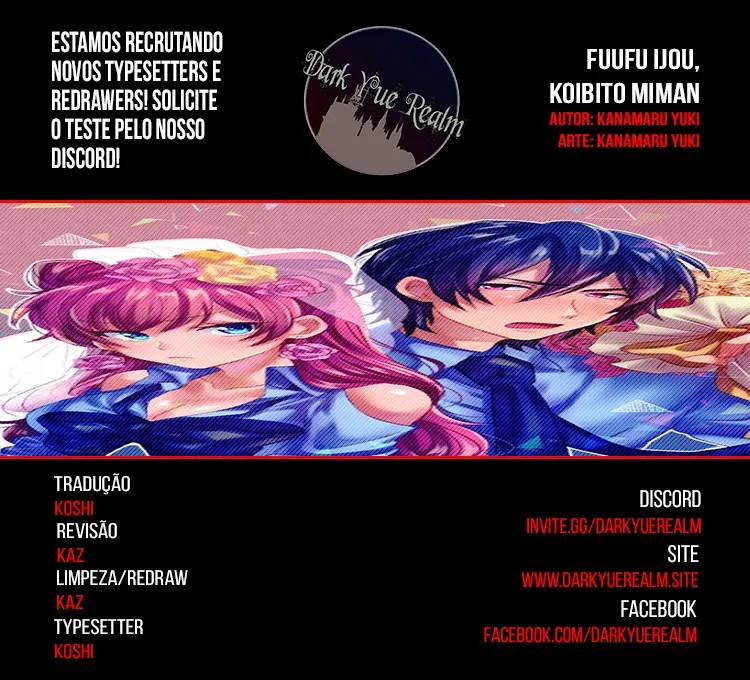 ESTAMOS RECRUTANDO
NOVOS TYPESETTERS E
REDRAWERS! SOLICITE
O TESTE PELO NOSSO
DISCORD!
Dark Yue Realm
FUUFU IJOU,
KOIBITO MIMAN
AUTOR: KANAMARU YUKI
ARTE: KANAMARU YUKI
TRADUÇÃO
KOSHI
REVISÃO
KAZ
LIMPEZA/REDRAW
KAZ
TYPESETTER
KOSHI
DISCORD
INVITE.GG/DARKYUEREALM
SITE
WWW.DARKYUEREALM.SITE
FACEBOOK
FACEBOOK.COM/DARKYUEREALM